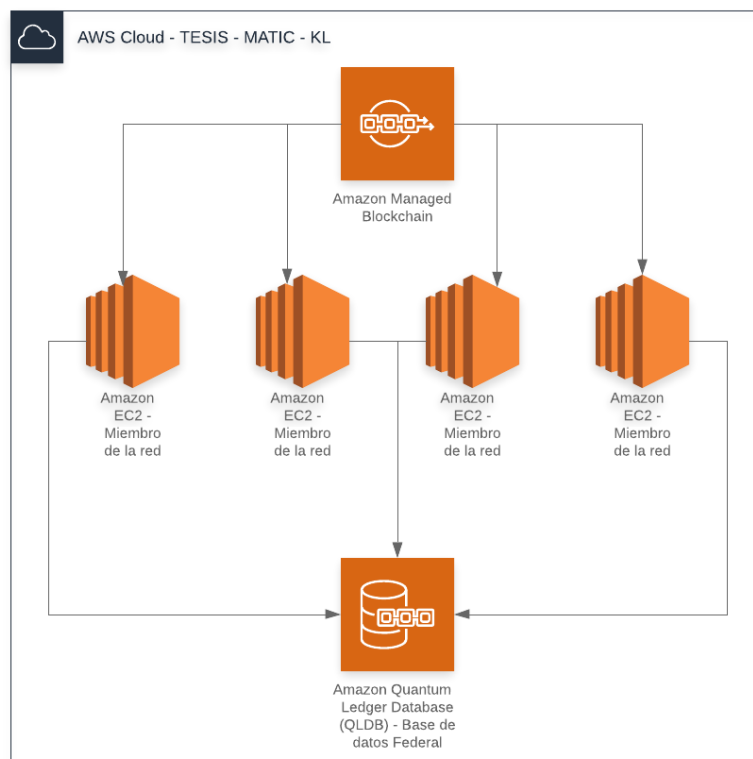 AWS Cloud - TESIS - MATIC - KL
Amazon Managed
Blockchain
Amazon
EC2 -
Miembro
de la red
Amazon
EC2 -
Miembro
de la red
Amazon
EC2 -
Miembro
de la red
Amazon
EC2 -
Miembro
de la red
Amazon Quantum
Ledger Database
(QLDB) - Base de
datos Federal